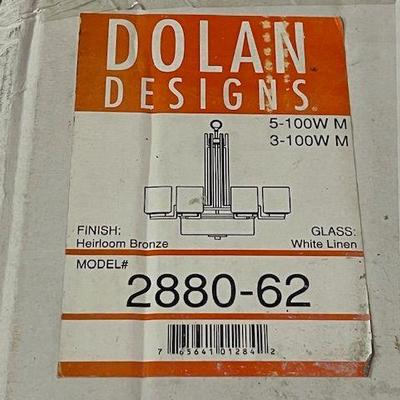 DOLAN
DESIGNS®
5-100W M
3-100W M
FINISH:
Heirloom Bronze
GLASS:
White Linen
MODEL#
2880-62
7 65641 01284 2